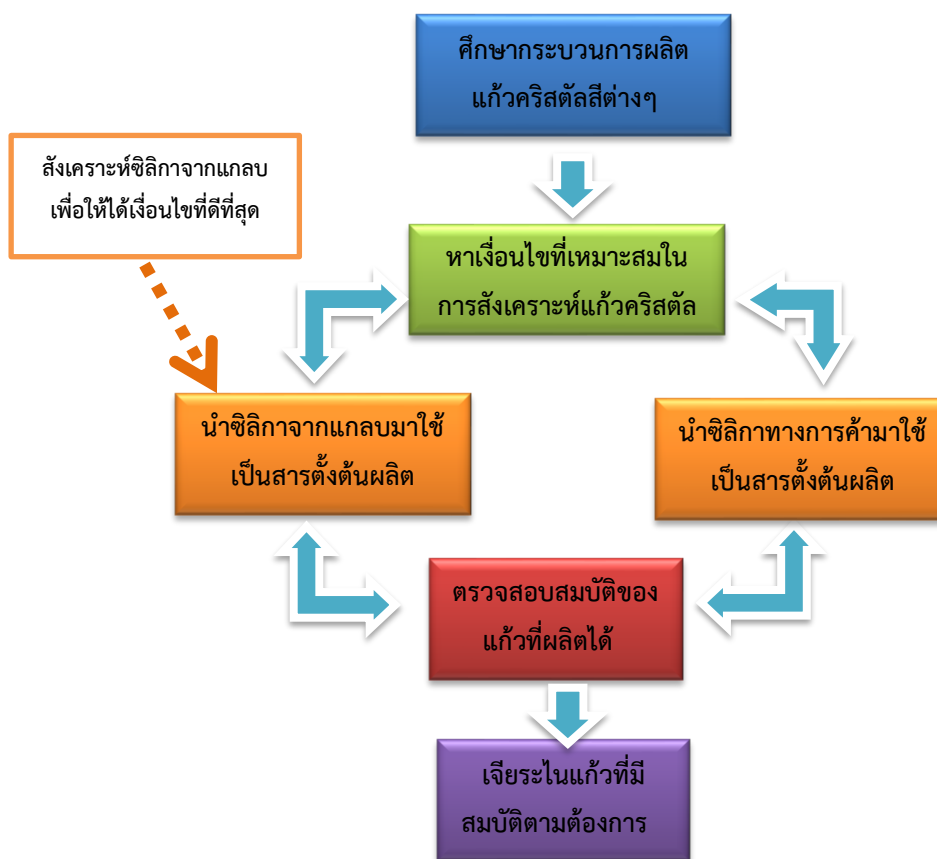 ศึกษากระบวนการผลิต
แก้วคริสตัลสีต่างๆ
สังเคราะห์ซิลิกาจากแกลบ
เพื่อให้ได้เงื่อนไขที่ดีที่สุด
หาเงื่อนไขที่เหมาะสมใน
การสังเคราะห์แก้วคริสตัล
นำซิลิกาจากแกลบมาใช้
เป็นสารตั้งต้นผลิต
นำซิลิกาทางการค้ามาใช้
เป็นสารตั้งต้นผลิต
ตรวจสอบสมบัติของ
แก้วที่ผลิตได้
เจียระไนแก้วที่มี
สมบัติตามต้องการ